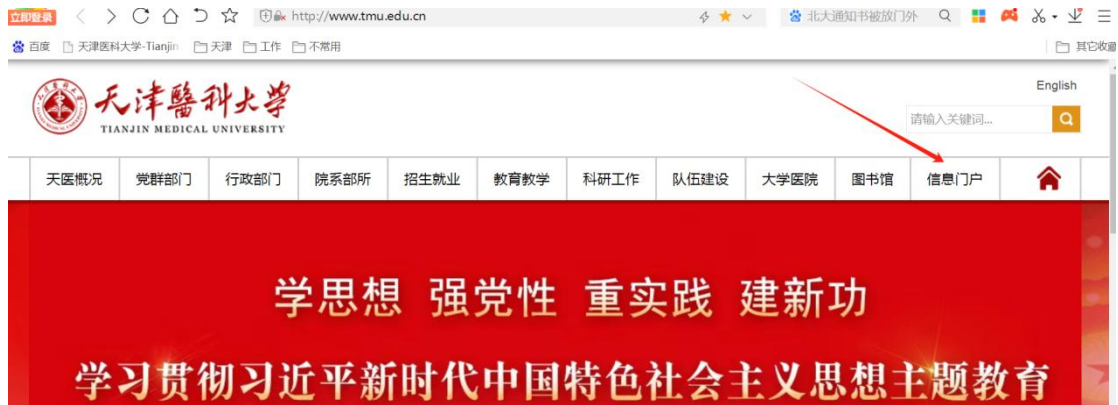 立即登录 http://www.tmu.edu.cn 北大通知书被放门外
百度 天津医科大学-Tianjin 天津 工作 不常用 其它收藏
English
天津醫科大学
TIANJIN MEDICAL UNIVERSITY
请输入关键词...
天医概况 党群部门 行政部门 院系部所 招生就业 教育教学 科研工作 队伍建设 大学医院 图书馆 信息门户
学思想 强党性 重实践 建新功
学习贯彻习近平新时代中国特色社会主义思想主题教育